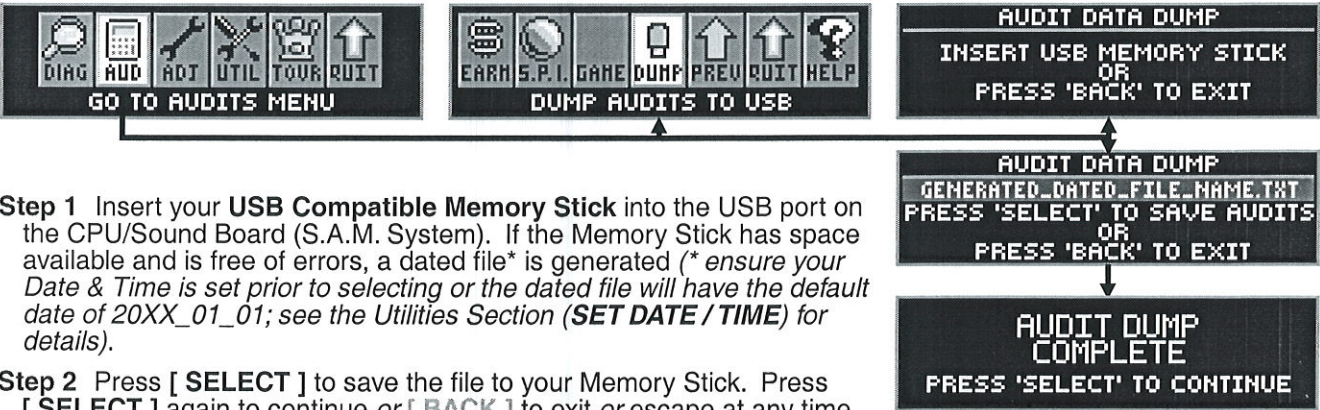 DIAG AUD ADJ UTIL TOUR QUIT
GO TO AUDITS MENU
EARN S.P.I. GAME DUMP PREV QUIT HELP
DUMP AUDITS TO USB
AUDIT DATA DUMP
INSERT USB MEMORY STICK
OR
PRESS 'BACK' TO EXIT
AUDIT DATA DUMP
GENERATED_DATED_FILE_NAME.TXT
PRESS 'SELECT' TO SAVE AUDITS
OR
PRESS 'BACK' TO EXIT
AUDIT DUMP
COMPLETE
PRESS 'SELECT' TO CONTINUE
Step 1 Insert your USB Compatible Memory Stick into the USB port on
the CPU/Sound Board (S.A.M. System). If the Memory Stick has space
available and is free of errors, a dated file* is generated (* ensure your
Date & Time is set prior to selecting or the dated file will have the default
date of 20XX_01_01; see the Utilities Section (SET DATE / TIME) for
details).
Step 2 Press [ SELECT ] to save the file to your Memory Stick. Press
[ SELECT ] again to continue or [ BACK ] to exit or escape at any time